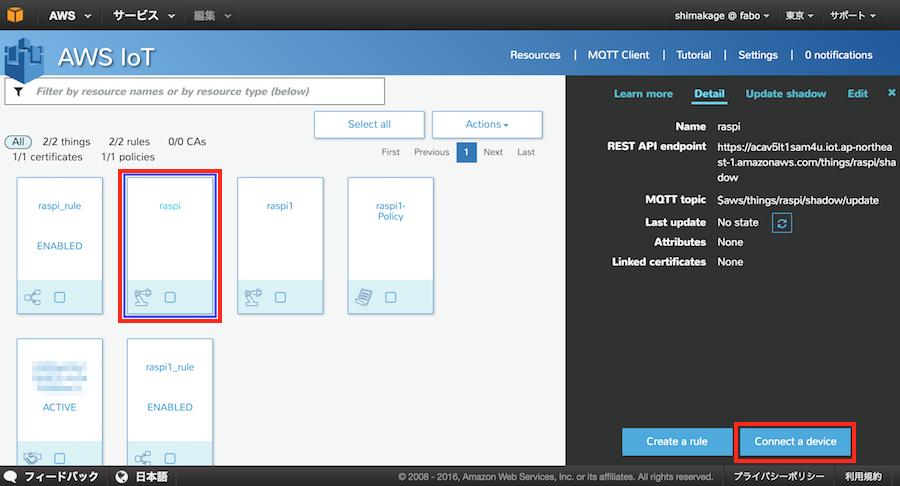 AWS サービス 編集 shimakage @ fabo 東京 サポート
AWS IoT
Resources MQTT Client Tutorial Settings 0 notifications
Filter by resource names or by resource type (below)
Select all Actions
All 2/2 things 2/2 rules 0/0 CAs
1/1 certificates 1/1 policies
First Previous 1 Next Last
raspi_rule
ENABLED
raspi
raspi1
raspi1-
Policy
ACTIVE
raspi1_rule
ENABLED
Learn more Detail Update shadow Edit ×
Name raspi
REST API endpoint https://acav5lt1sam4u.iot.ap-northea
st-1.amazonaws.com/things/raspi/sha
dow
MQTT topic $aws/things/raspi/shadow/update
Last update No state
Attributes None
Linked certificates None
Create a rule Connect a device
フィードバック 日本語 © 2008 - 2016, Amazon Web Services, Inc. or its affiliates. All rights reserved. プライバシーポリシー 利用規約